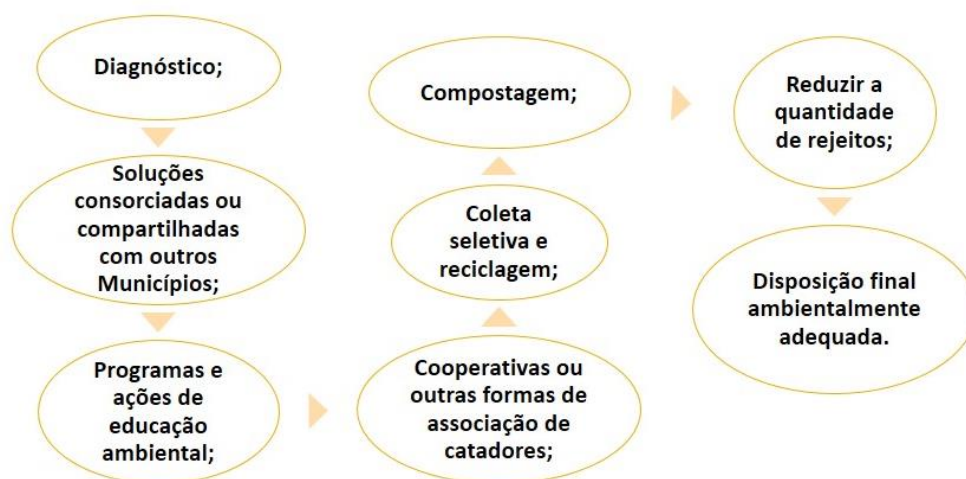 Diagnóstico;
Soluções
consorciadas ou
compartilhadas
com outros
Municípios;
Programas e
ações de
educação
ambiental;
Cooperativas ou
outras formas de
associação de
catadores;
Coleta
seletiva e
reciclagem;
Compostagem;
Reduzir a
quantidade
de rejeitos;
Disposição final
ambientalmente
adequada.